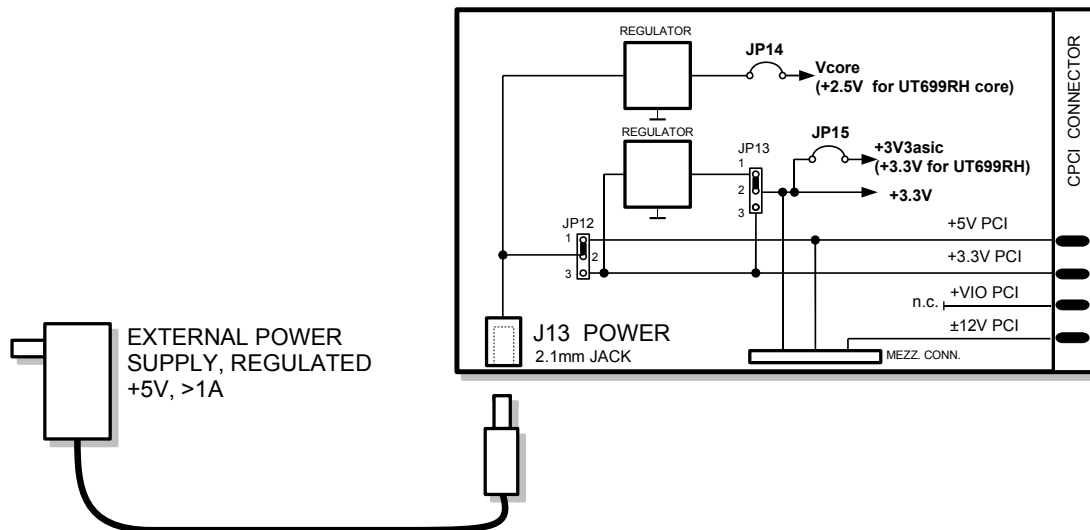 REGULATOR
JP14
Vcore
(+2.5V for UT699RH core)
CPCI CONNECTOR
REGULATOR
JP13
1
2
3
JP15
+3V3asic
(+3.3V for UT699RH)
+3.3V
JP12
1
2
3
+5V PCI
+3.3V PCI
n.c.
+VIO PCI
±12V PCI
J13 POWER
2.1mm JACK
MEZZ. CONN.
EXTERNAL POWER
SUPPLY, REGULATED
+5V, >1A